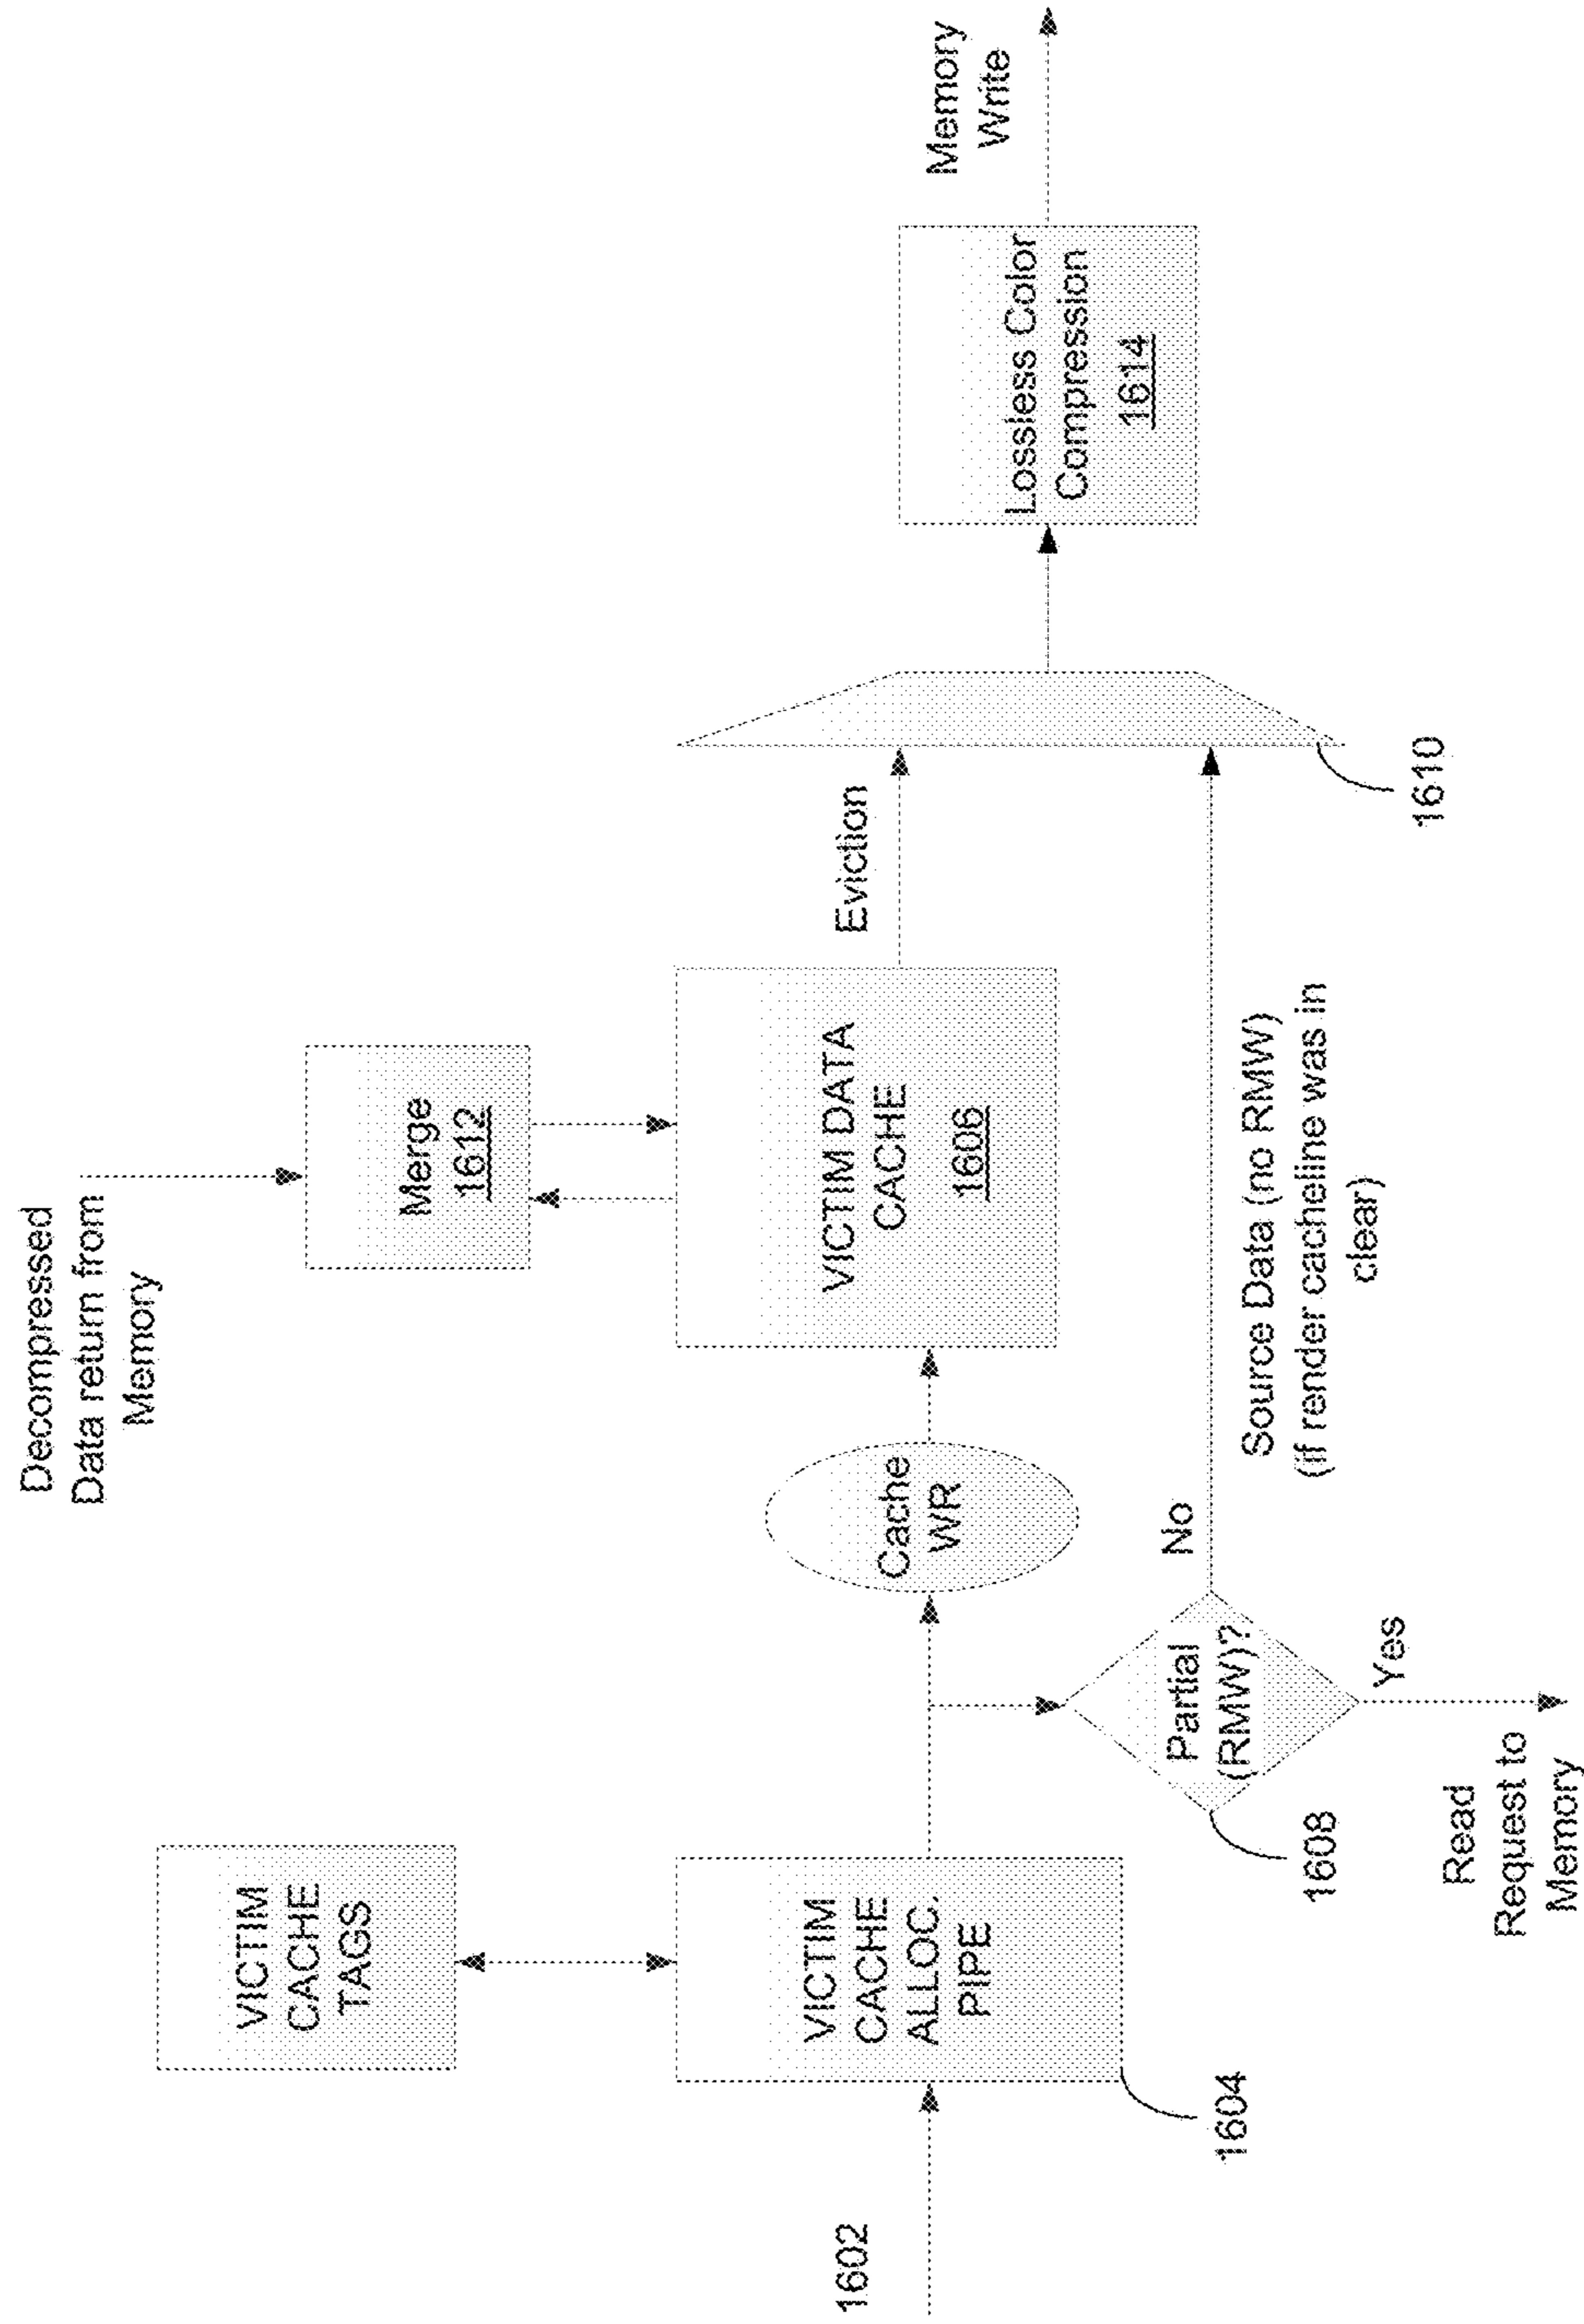 1602
VICTIM
CACHE
TAGS
VICTIM
CACHE
ALLOC.
PIPE
1604
Partial
(RMW)?
1608
Yes
Read
Request to
Memory
No
Cache
WR
Decompressed
Data return from
Memory
Merge
1612
VICTIM DATA
CACHE
1606
Eviction
Source Data (no RMW)
(if render cacheline was in
clear)
1610
Lossless Color
Compression
1614
Memory
Write